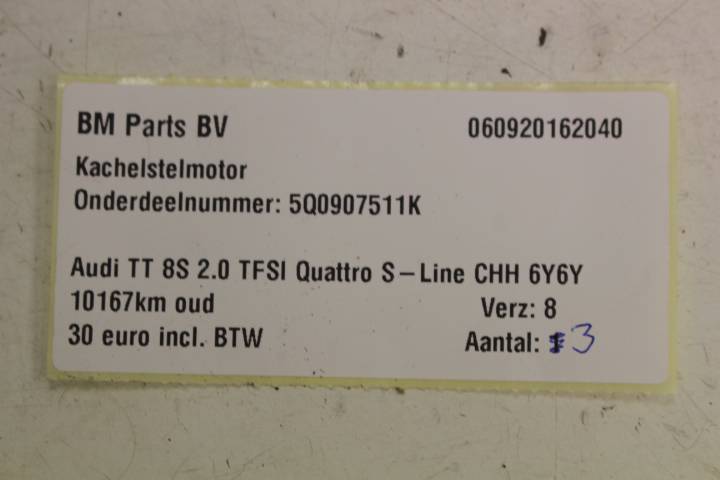 BM Parts BV 060920162040
Kachelstelmotor
Onderdeelnummer: 5Q0907511K
Audi TT 8S 2.0 TFSI Quattro S-Line CHH 6Y6Y
10167km oud Verz: 8
30 euro incl. BTW Aantal: 1 3